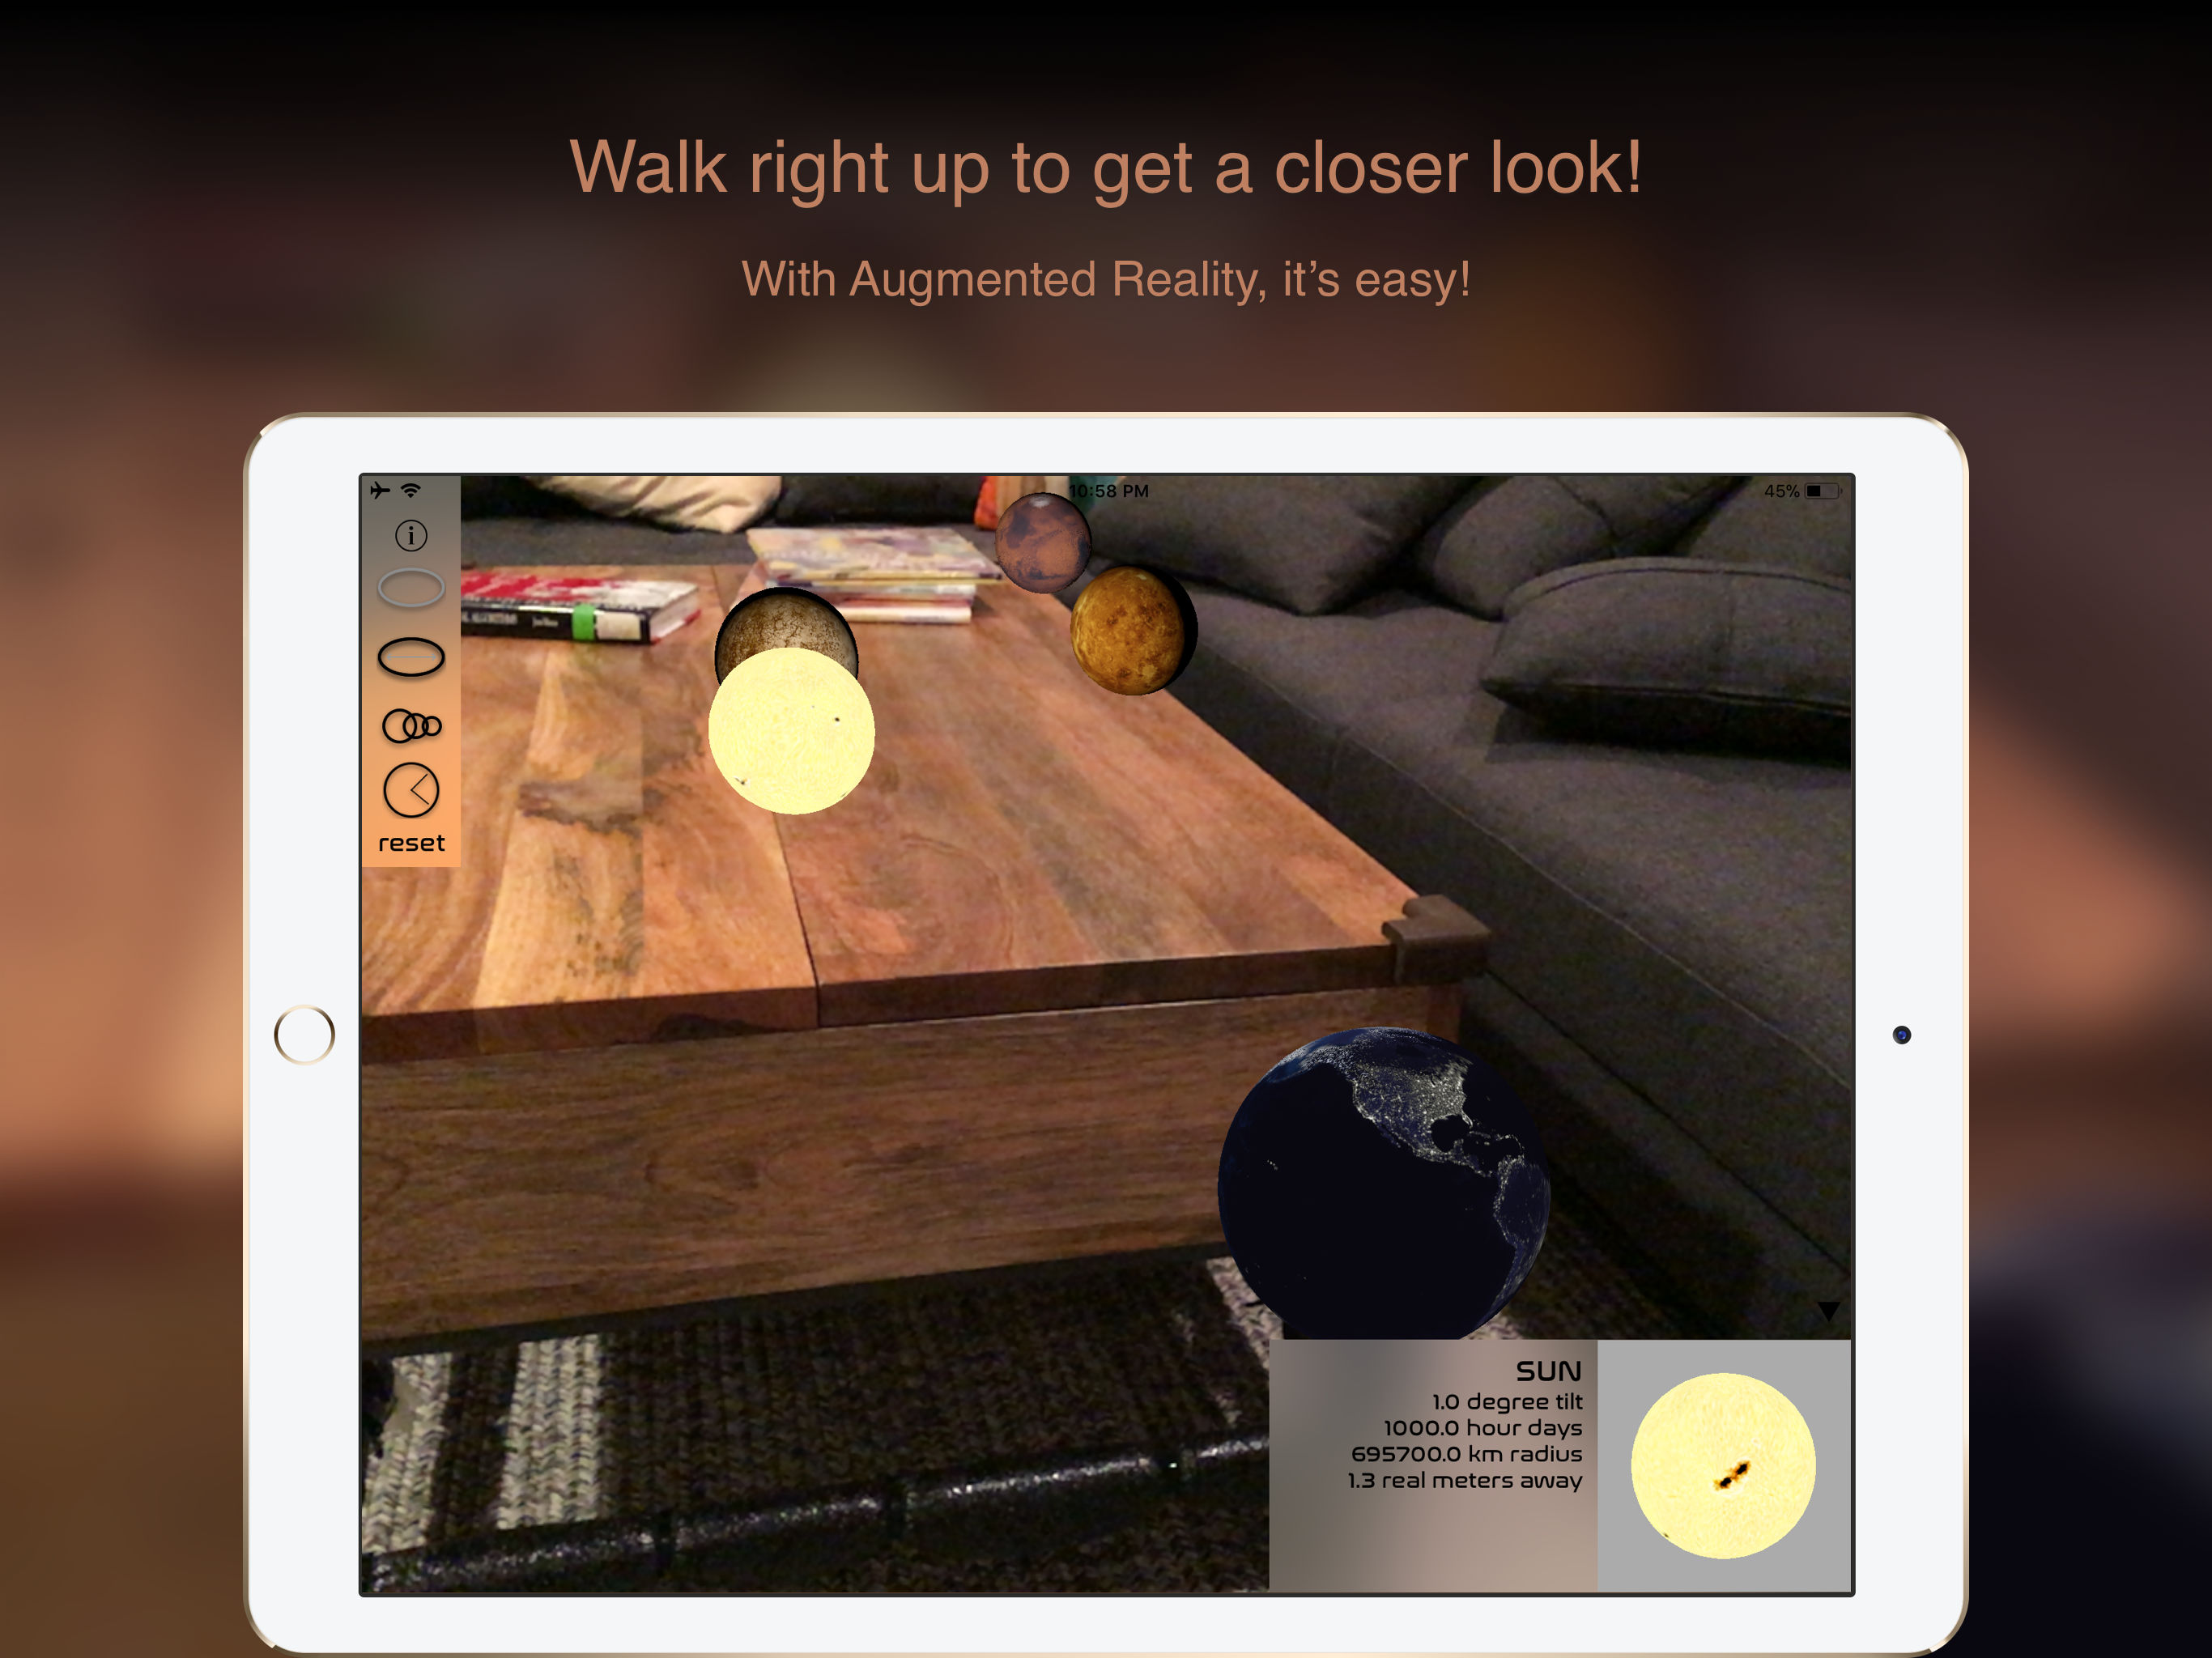 Walk right up to get a closer look!
With Augmented Reality, it’s easy!
10:58 PM
45%
i
reset
SUN
1.0 degree tilt
1000.0 hour days
695700.0 km radius
1.3 real meters away